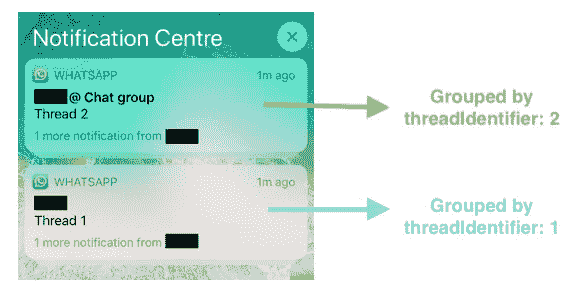 Notification Centre
WHATSAPP 1m ago
@ Chat group
Thread 2
1 more notification from
Grouped by
threadIdentifier: 2
WHATSAPP 1m ago
Thread 1
1 more notification from
Grouped by
threadIdentifier: 1